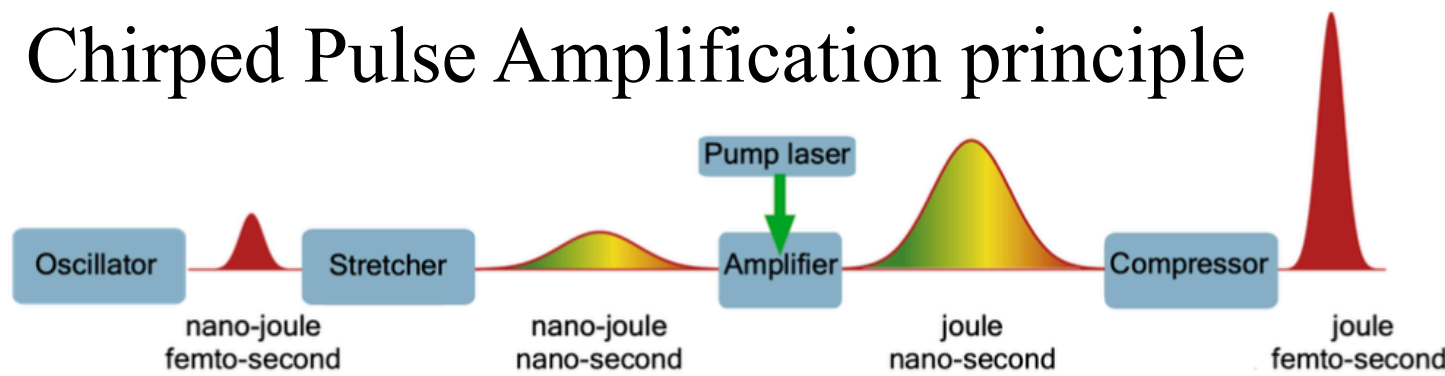 Chirped Pulse Amplification principle
Pump laser
Oscillator
Stretcher
Amplifier
Compressor
nano-joule
femto-second
nano-joule
nano-second
joule
nano-second
joule
femto-second